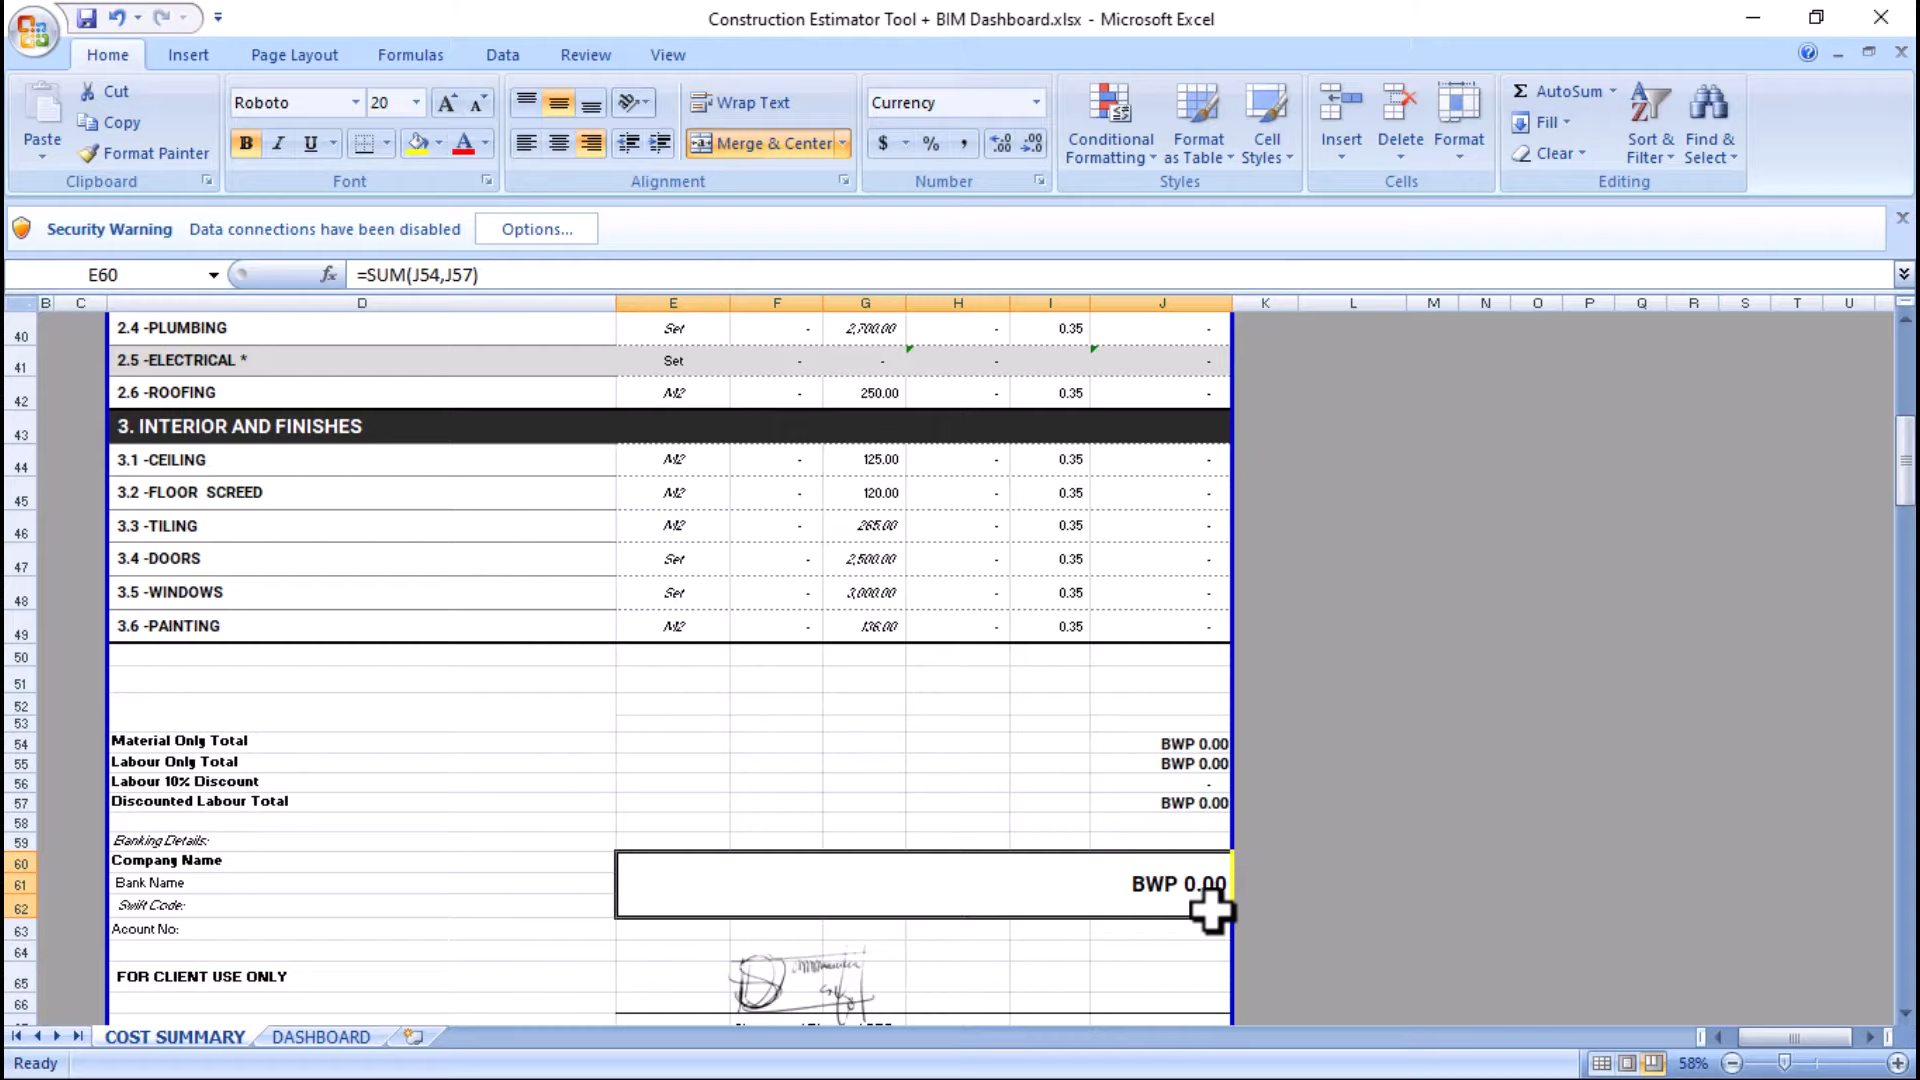 Construction Estimator Tool + BIM Dashboard.xlsx - Microsoft Excel
Home Insert Page Layout Formulas Data Review View
Paste Cut Copy Format Painter Clipboard
Roboto 20 B I U Font
Wrap Text Merge & Center Alignment
Currency $ % , Number
Conditional Formatting Format as Table Cell Styles Styles
Insert Delete Format Cells
Σ AutoSum Fill Clear Sort & Filter Find & Select Editing
Security Warning Data connections have been disabled Options...
E60 fx =SUM(J54,J57)
B C D E F G H I J K L M N O P Q R S T U
40 2.4 -PLUMBING Set - 2,700.00 - 0.35 -
41 2.5 -ELECTRICAL * Set - - - -
42 2.6 -ROOFING M2 - 250.00 - 0.35 -
43 3. INTERIOR AND FINISHES
44 3.1 -CEILING M2 - 125.00 - 0.35 -
45 3.2 -FLOOR SCREED M2 - 120.00 - 0.35 -
46 3.3 -TILING M2 - 265.00 - 0.35 -
47 3.4 -DOORS Set - 2,500.00 - 0.35 -
48 3.5 -WINDOWS Set - 3,000.00 - 0.35 -
49 3.6 -PAINTING M2 - 136.00 - 0.35 -
50
51
52
53
54 Material Only Total BWP 0.00
55 Labour Only Total BWP 0.00
56 Labour 10% Discount -
57 Discounted Labour Total BWP 0.00
58
59 Banking Details:
60 Company Name
61 Bank Name BWP 0.00
62 Swift Code:
63 Acount No:
64
65 FOR CLIENT USE ONLY
66
COST SUMMARY DASHBOARD
Ready 58%